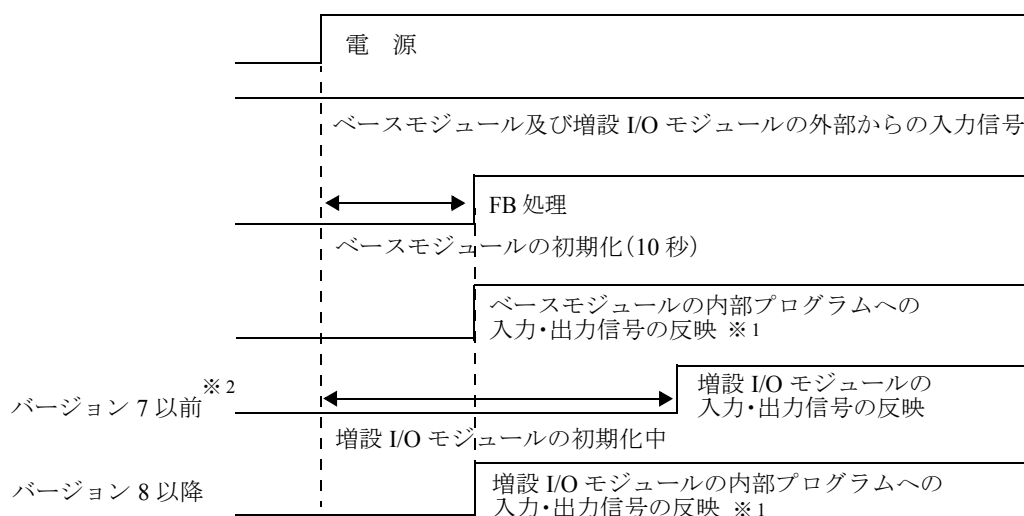 電 源
ベースモジュール及び増設 I/O モジュールの外部からの入力信号
FB 処理
ベースモジュールの初期化(10 秒)
ベースモジュールの内部プログラムへの
入力・出力信号の反映 ※1
バージョン 7 以前※2
増設 I/O モジュールの
入力・出力信号の反映
増設 I/O モジュールの初期化中
バージョン 8 以降
増設 I/O モジュールの内部プログラムへの
入力・出力信号の反映 ※1